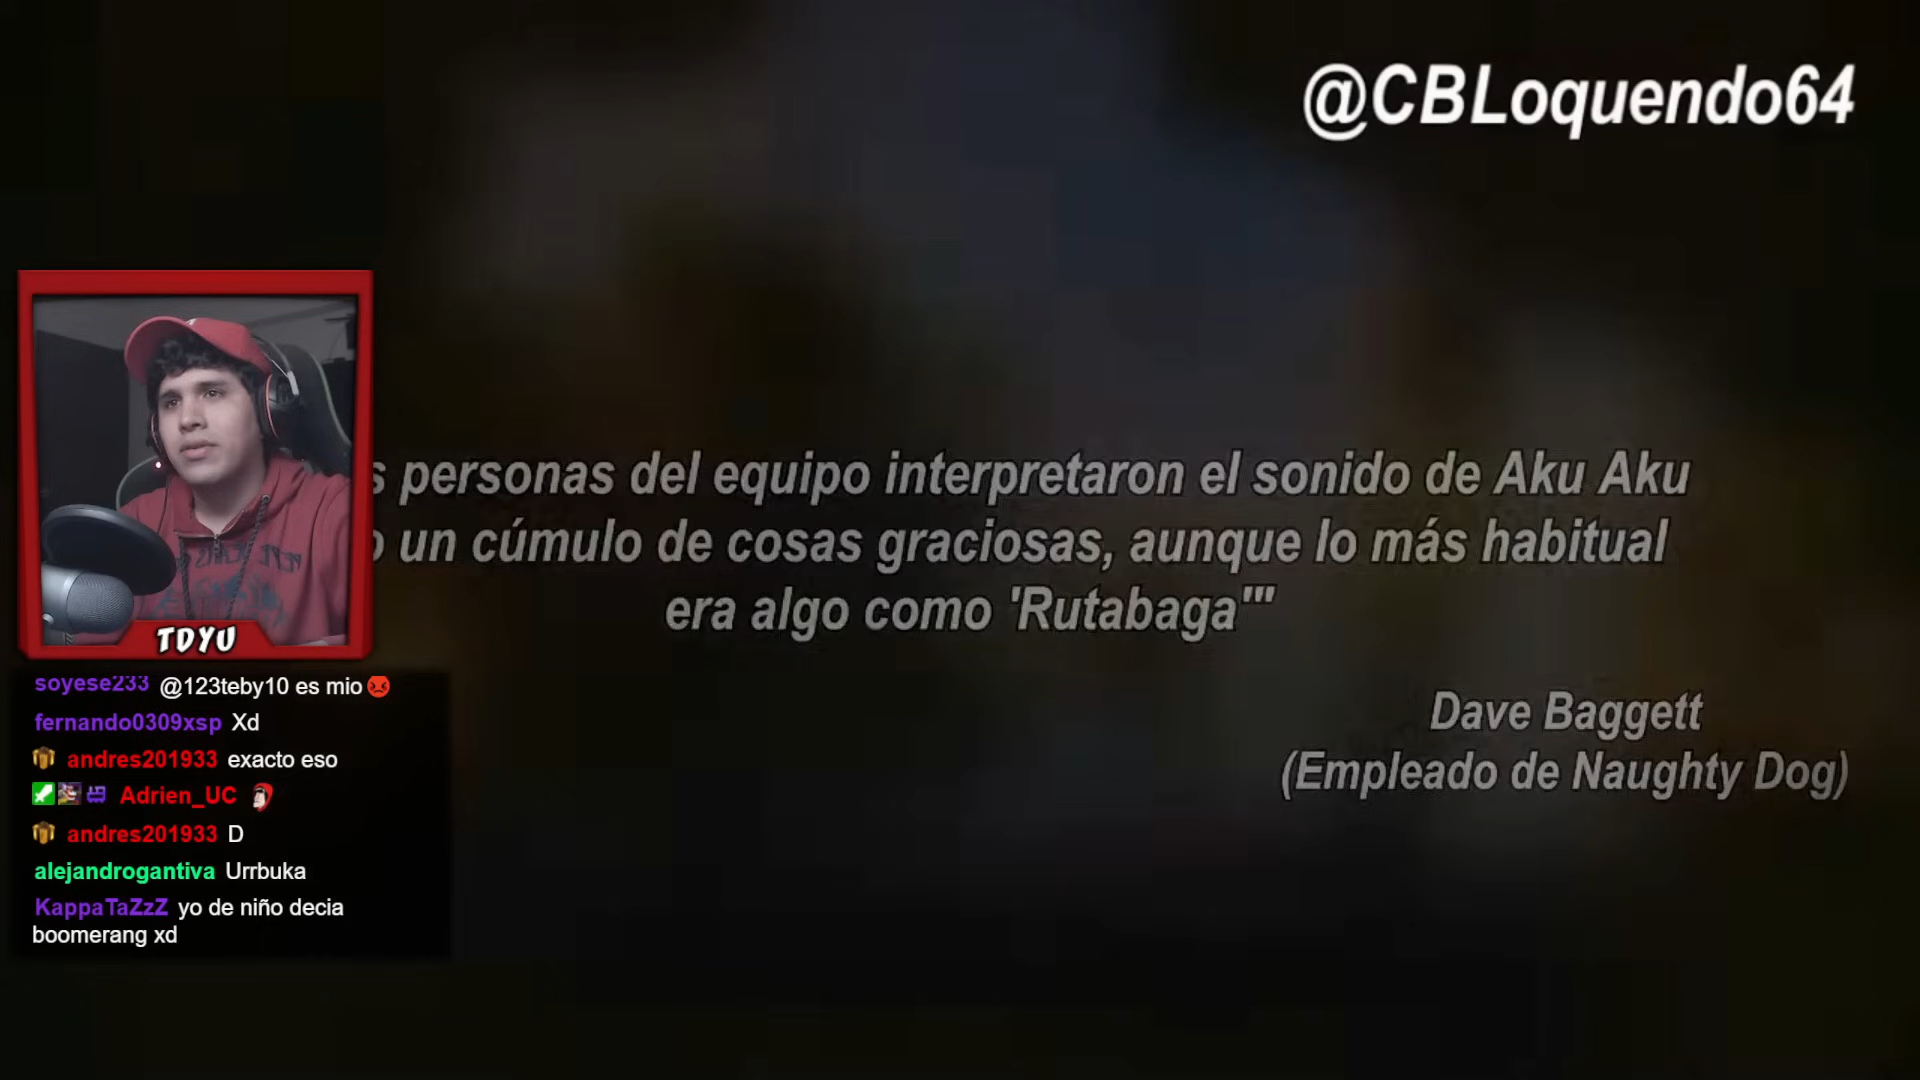 @CBLoquendo64
s personas del equipo interpretaron el sonido de Aku Aku
o un cúmulo de cosas graciosas, aunque lo más habitual
era algo como 'Rutabaga'"
Dave Baggett
(Empleado de Naughty Dog)
TDYU
soyese233 @123teby10 es mio
fernando0309xsp Xd
andres201933 exacto eso
Adrien_UC
andres201933 D
alejandrogantiva Urrbuka
KappaTaZzZ yo de niño decia
boomerang xd